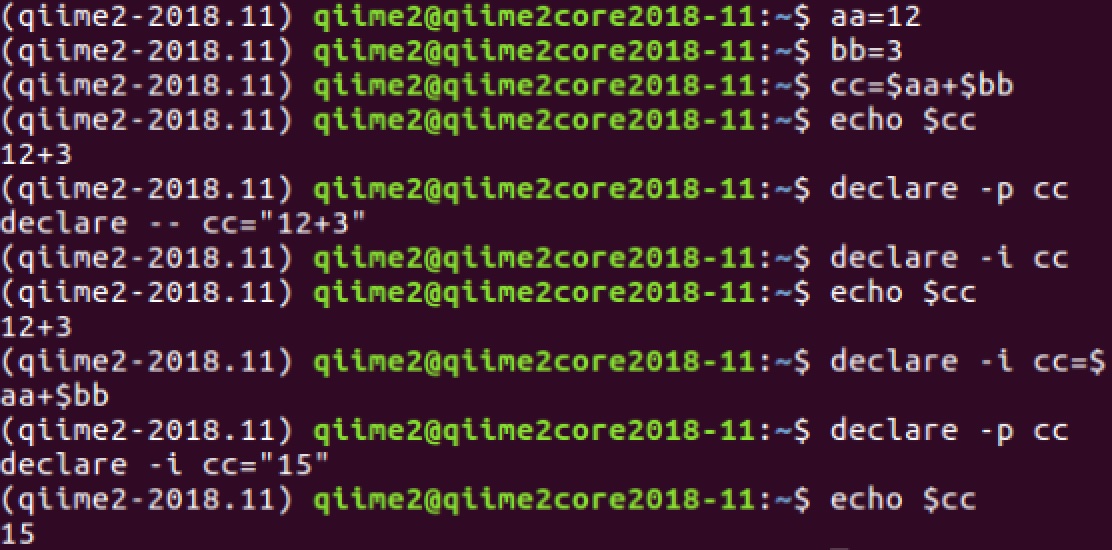 (qiime2-2018.11) qiime2@qiime2core2018-11:~$ aa=12
(qiime2-2018.11) qiime2@qiime2core2018-11:~$ bb=3
(qiime2-2018.11) qiime2@qiime2core2018-11:~$ cc=$aa+$bb
(qiime2-2018.11) qiime2@qiime2core2018-11:~$ echo $cc
12+3
(qiime2-2018.11) qiime2@qiime2core2018-11:~$ declare -p cc
declare -- cc="12+3"
(qiime2-2018.11) qiime2@qiime2core2018-11:~$ declare -i cc
(qiime2-2018.11) qiime2@qiime2core2018-11:~$ echo $cc
12+3
(qiime2-2018.11) qiime2@qiime2core2018-11:~$ declare -i cc=$
aa+$bb
(qiime2-2018.11) qiime2@qiime2core2018-11:~$ declare -p cc
declare -i cc="15"
(qiime2-2018.11) qiime2@qiime2core2018-11:~$ echo $cc
15